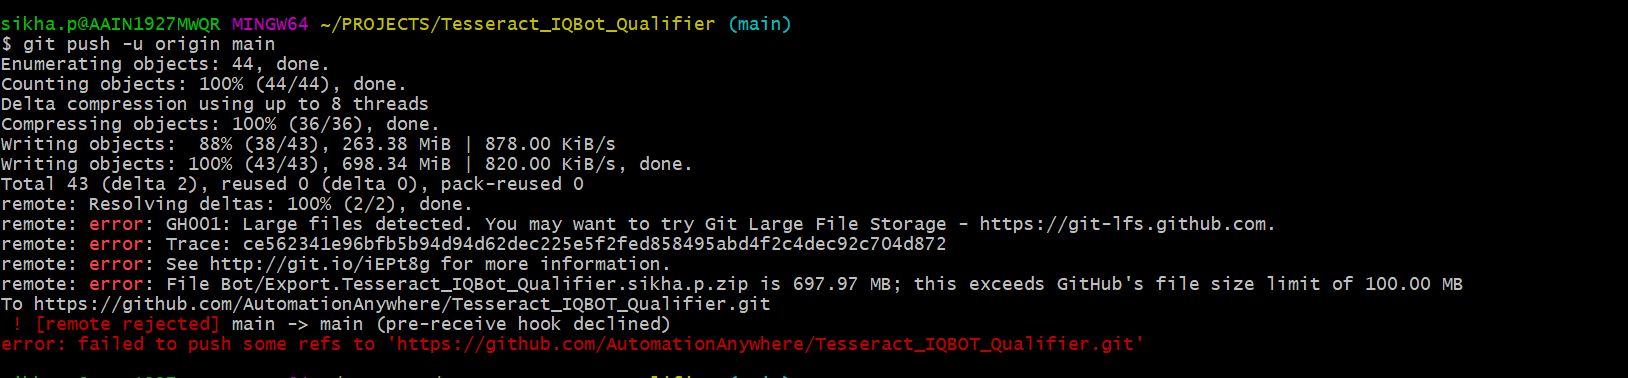 sikha.p@AAIN1927MWQR MINGW64 ~/PROJECTS/Tesseract_IQBot_Qualifier (main)
$ git push -u origin main
Enumerating objects: 44, done.
Counting objects: 100% (44/44), done.
Delta compression using up to 8 threads
Compressing objects: 100% (36/36), done.
Writing objects:  88% (38/43), 263.38 MiB | 878.00 KiB/s
Writing objects: 100% (43/43), 698.34 MiB | 820.00 KiB/s, done.
Total 43 (delta 2), reused 0 (delta 0), pack-reused 0
remote: Resolving deltas: 100% (2/2), done.
remote: error: GH001: Large files detected. You may want to try Git Large File Storage - https://git-lfs.github.com.
remote: error: Trace: ce562341e96bfb5b94d94d62dec225e5f2fed858495abd4f2c4dec92c704d872
remote: error: See http://git.io/iEPt8g for more information.
remote: error: File Bot/Export.Tesseract_IQBot_Qualifier.sikha.p.zip is 697.97 MB; this exceeds GitHub's file size limit of 100.00 MB
To https://github.com/AutomationAnywhere/Tesseract_IQBOT_Qualifier.git
 ! [remote rejected] main -> main (pre-receive hook declined)
error: failed to push some refs to 'https://github.com/AutomationAnywhere/Tesseract_IQBOT_Qualifier.git'